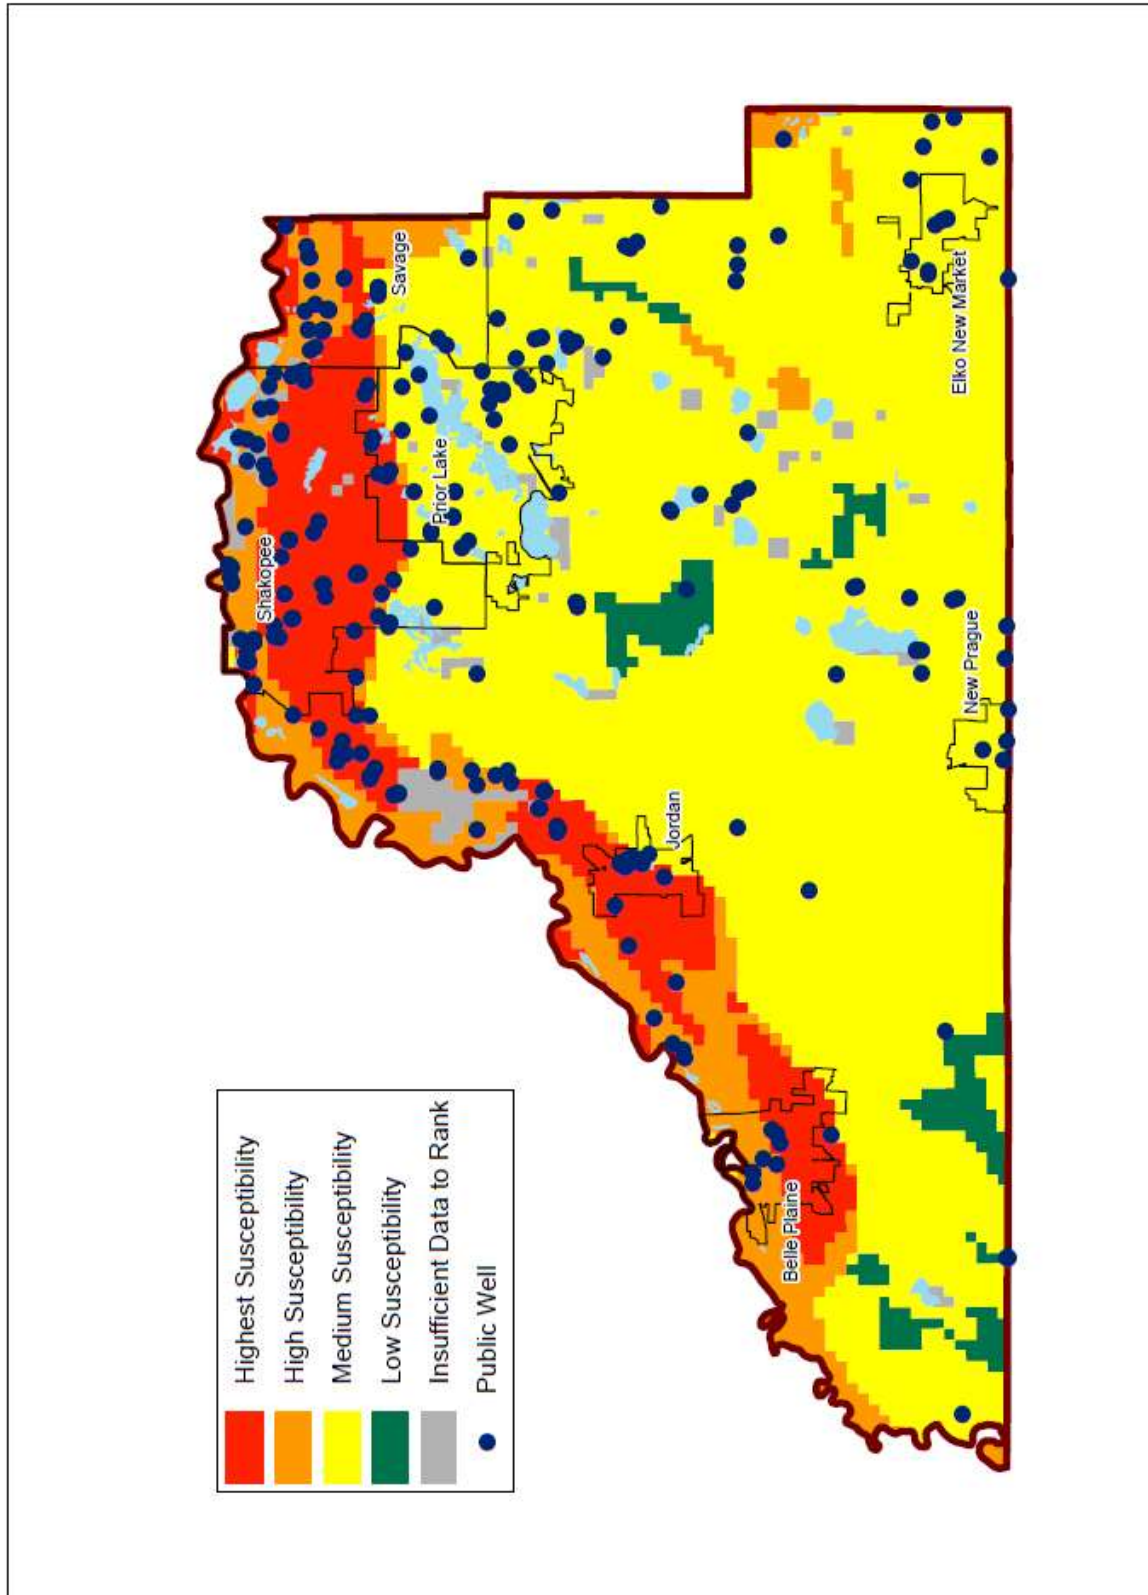 Highest Susceptibility
High Susceptibility
Medium Susceptibility
Low Susceptibility
Insufficient Data to Rank
Public Well
Shakopee
Savage
Prior Lake
Jordan
Belle Plaine
Elko New Market
New Prague